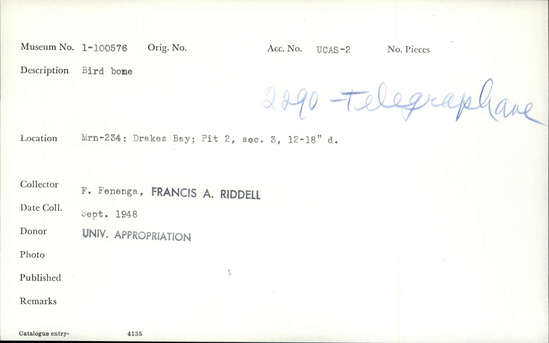 Museum No. 1-100576 Orig. No. Acc. No. UCAS-2 No. Pieces
Description Bird bone
2290 Telegraph ave
Location Mrn-234: Drakes Bay; Pit 2, sec. 3, 12-18" d.
Collector F. Fenenga, FRANCIS A. RIDDELL
Date Coll. Sept. 1948
Donor UNIV. APPROPRIATION
Photo
Published
Remarks
Catalogue entry- 4135